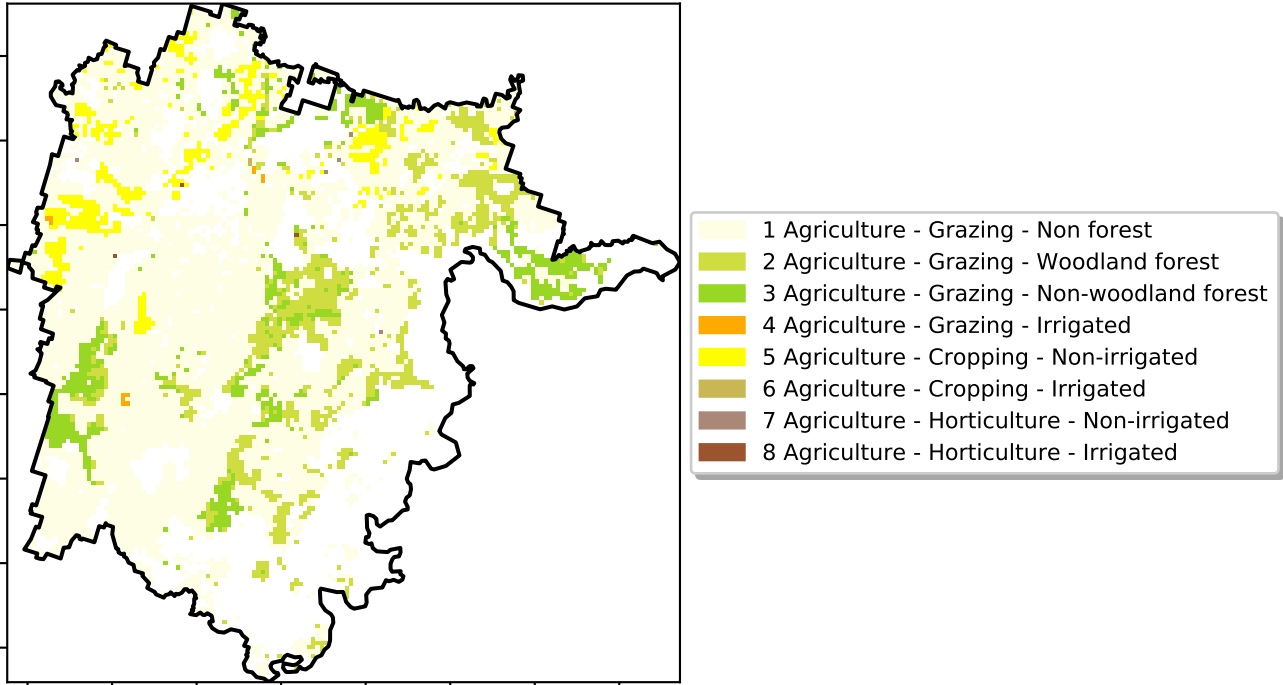 1 Agriculture - Grazing - Non forest
2 Agriculture - Grazing - Woodland forest
3 Agriculture - Grazing - Non-woodland forest
4 Agriculture - Grazing - Irrigated
5 Agriculture - Cropping - Non-irrigated
6 Agriculture - Cropping - Irrigated
7 Agriculture - Horticulture - Non-irrigated
8 Agriculture - Horticulture - Irrigated